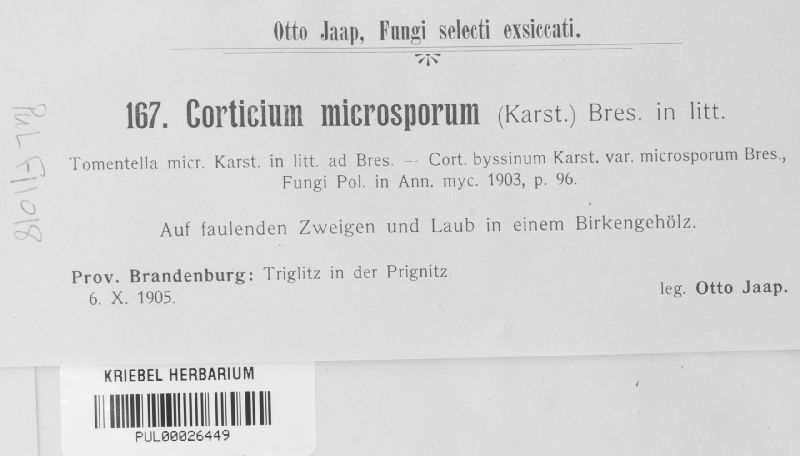 Otto Jaap, Fungi selecti exsiccati.
167. Corticium microsporum (Karst.) Bres. in litt.
Tomentella micr. Karst. in litt. ad Bres. — Cort. byssinum Karst. var. microsporum Bres.,
Fungi Pol. in Ann. myc. 1903, p. 96.
Auf faulenden Zweigen und Laub in einem Birkengehölz.
Prov. Brandenburg: Triglitz in der Prignitz
6. X. 1905.
leg. Otto Jaap.
PUL F11018
KRIEBEL HERBARIUM
PUL00026449